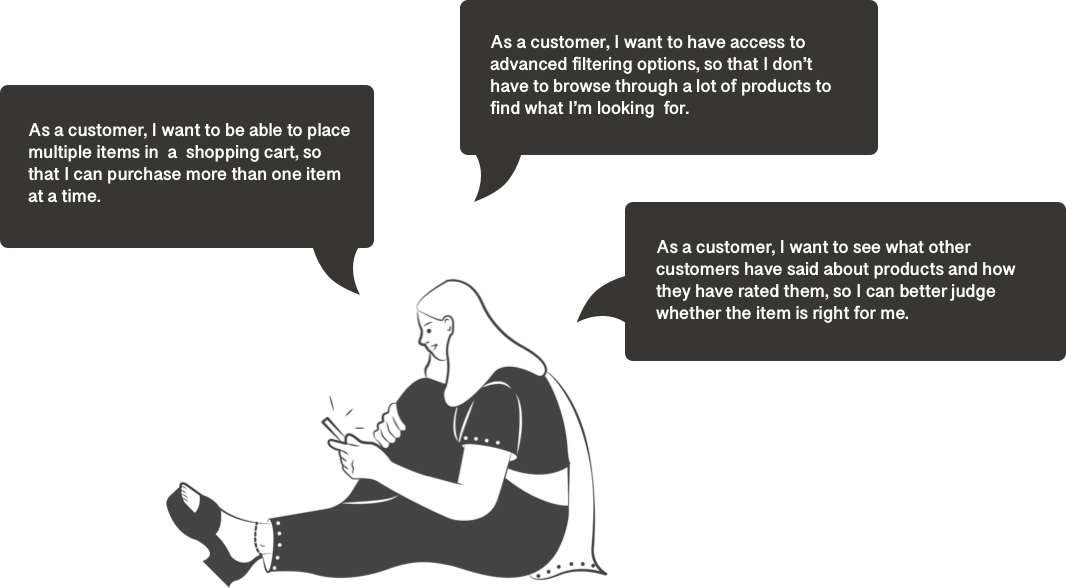 As a customer, I want to have access to
advanced filtering options, so that I don’t
have to browse through a lot of products to
find what I’m looking  for.
As a customer, I want to be able to place
multiple items in  a  shopping cart, so
that I can purchase more than one item
at a time.
As a customer, I want to see what other
customers have said about products and how
they have rated them, so I can better judge
whether the item is right for me.